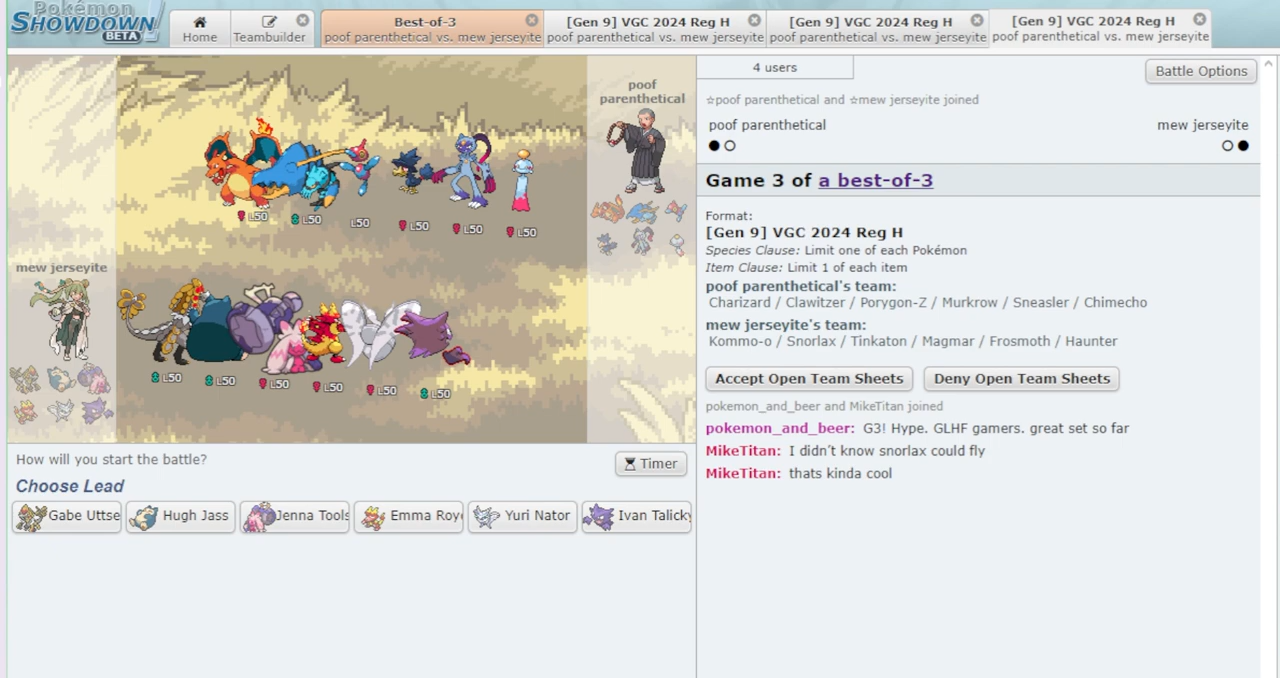 Pokémon
SHOWDOWN
BETA
Home
Teambuilder
Best-of-3
poof parenthetical vs. mew jerseyite
[Gen 9] VGC 2024 Reg H
poof parenthetical vs. mew jerseyite
[Gen 9] VGC 2024 Reg H
poof parenthetical vs. mew jerseyite
[Gen 9] VGC 2024 Reg H
poof parenthetical vs. mew jerseyite
poof
parenthetical
L50
L50
L50
L50
L50
L50
mew jerseyite
L50
L50
L50
L50
L50
L50
How will you start the battle?
Timer
Choose Lead
Gabe Uttse
Hugh Jass
Jenna Tools
Emma Roy
Yuri Nator
Ivan Talicky
4 users
Battle Options
☆poof parenthetical and ☆mew jerseyite joined
poof parenthetical
mew jerseyite
Game 3 of a best-of-3
Format:
[Gen 9] VGC 2024 Reg H
Species Clause: Limit one of each Pokémon
Item Clause: Limit 1 of each item
poof parenthetical's team:
Charizard / Clawitzer / Porygon-Z / Murkrow / Sneasler / Chimecho
mew jerseyite's team:
Kommo-o / Snorlax / Tinkaton / Magmar / Frosmoth / Haunter
Accept Open Team Sheets
Deny Open Team Sheets
pokemon_and_beer and MikeTitan joined
pokemon_and_beer: G3! Hype. GLHF gamers. great set so far
MikeTitan: I didn't know snorlax could fly
MikeTitan: thats kinda cool